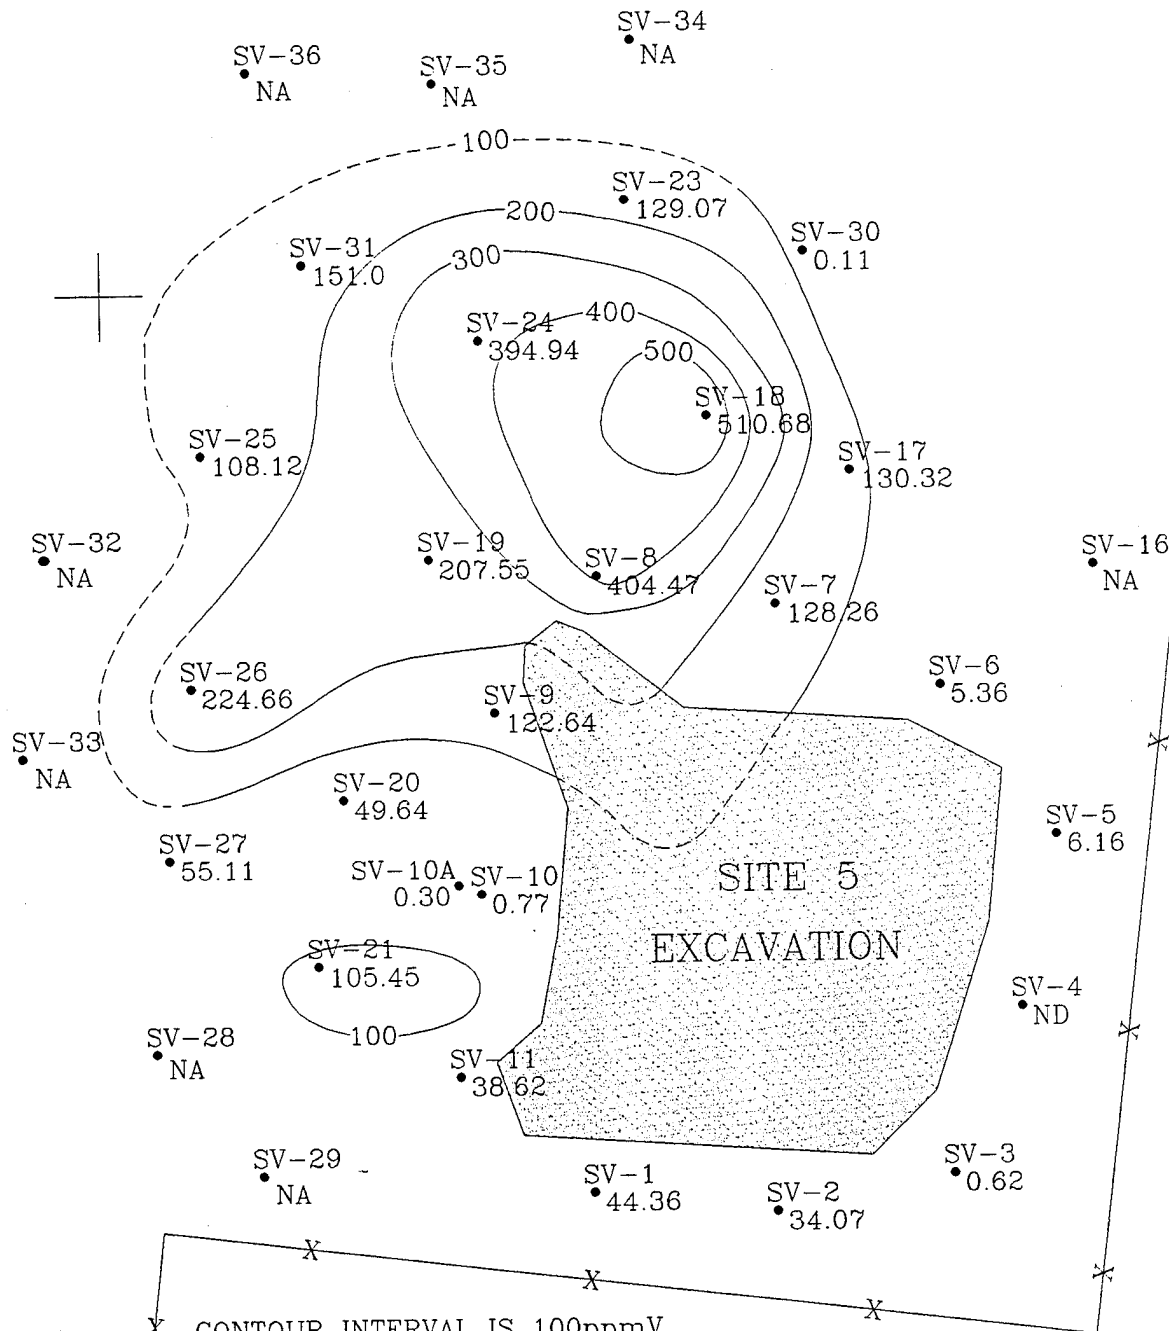 SV-34
NA
SV-36
NA
SV-35
NA
100
SV-23
129.07
200
SV-30
0.11
SV-31
151.0
300
400
SV-24
394.94
500
SV-18
510.68
SV-25
108.12
SV-17
130.32
SV-32
NA
SV-19
207.55
SV-8
404.47
SV-16
NA
SV-7
128.26
SV-26
224.66
SV-6
5.36
SV-9
122.64
SV-33
NA
X
SV-20
49.64
SV-5
6.16
SV-27
55.11
SV-10A
0.30
SV-10
0.77
SITE 5
EXCAVATION
SV-21
105.45
100
SV-4
ND
X
SV-28
NA
SV-11
38.62
SV-29
NA
SV-1
44.36
SV-2
34.07
SV-3
0.62
X
X
X
X
X
CONTOUR INTERVAL IS 100ppmV